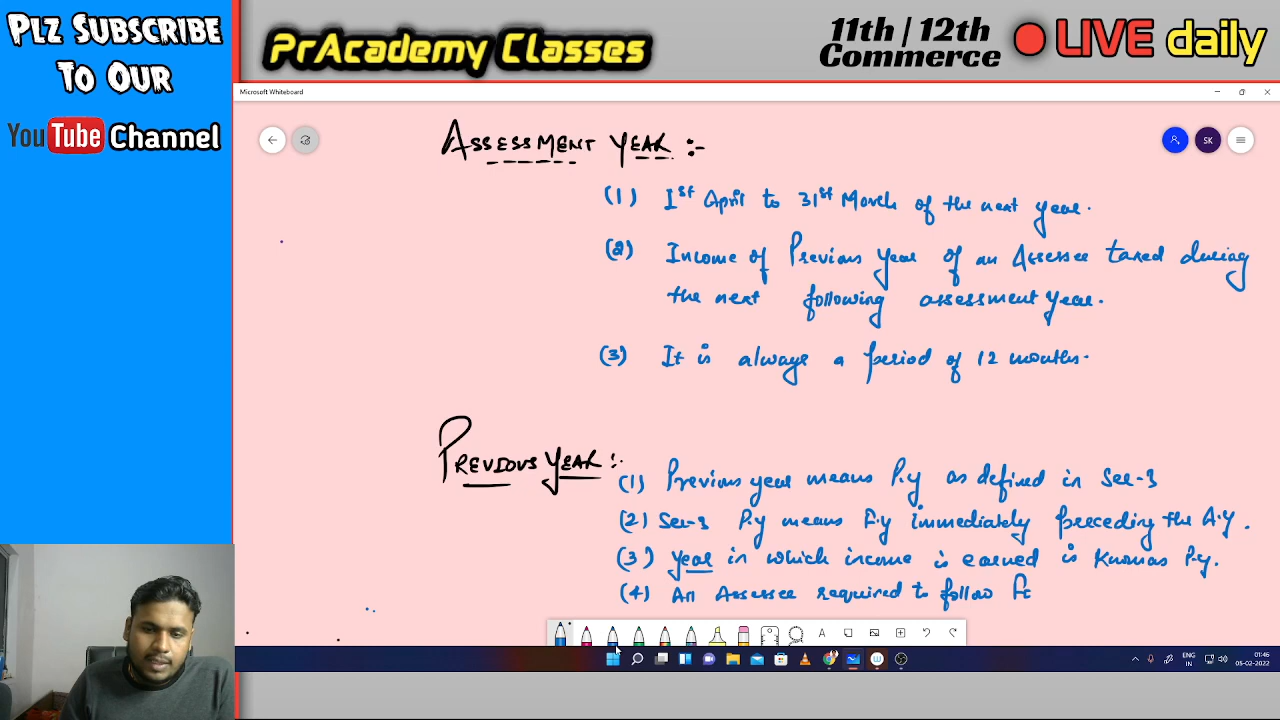 PLZ SUBSCRIBE
TO OUR
YouTube Channel
PrAcademy Classes
11th | 12th
Commerce
LIVE daily
Microsoft Whiteboard
SK
ASSESSMENT YEAR :-
(1) Ist April to 31st March of the next year.
(2) Income of Previous year of an Assessee taxed during
the next following assessment year.
(3) It is always a period of 12 months.
PREVIOUS YEAR :-
(1) Previous year means P.y as defined in Sec-3
(2) Sec-3 P.y means F.y immediately preceding the A.y.
(3) year in which income is earned is Known as P.y.
(4) An Assessee required to follow
ENG
IN
01:46
05-02-2022